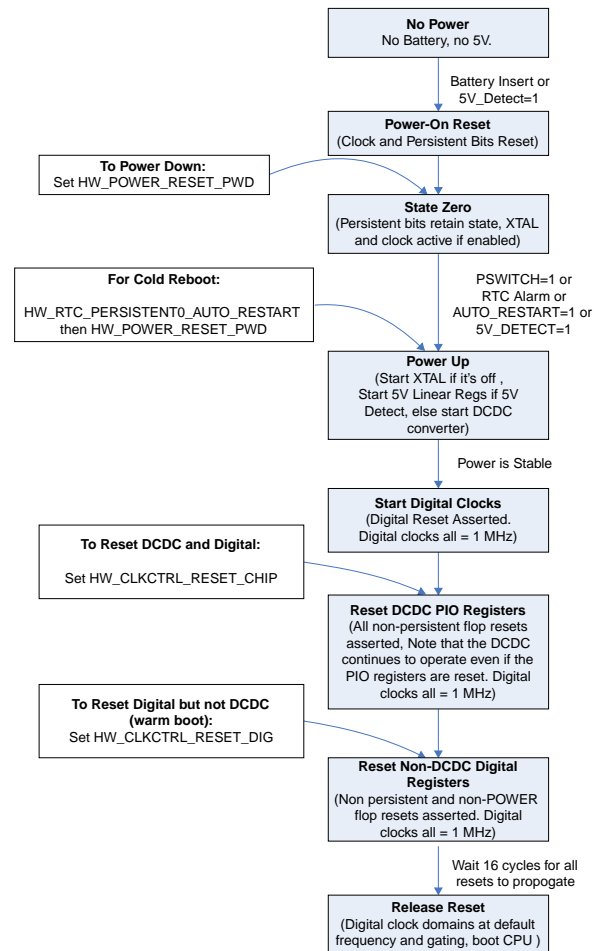 No Power
No Battery, no 5V.
Battery Insert or
5V_Detect=1
Power-On Reset
(Clock and Persistent Bits Reset)
To Power Down:
Set HW_POWER_RESET_PWD
State Zero
(Persistent bits retain state, XTAL
and clock active if enabled)
For Cold Reboot:
HW_RTC_PERSISTENT0_AUTO_RESTART
then HW_POWER_RESET_PWD
PSWITCH=1 or
RTC Alarm or
AUTO_RESTART=1 or
5V_DETECT=1
Power Up
(Start XTAL if it's off ,
Start 5V Linear Regs if 5V
Detect, else start DCDC
converter)
Power is Stable
Start Digital Clocks
(Digital Reset Asserted.
Digital clocks all = 1 MHz)
To Reset DCDC and Digital:
Set HW_CLKCTRL_RESET_CHIP
Reset DCDC PIO Registers
(All non-persistent flop resets
asserted, Note that the DCDC
continues to operate even if the
PIO registers are reset. Digital
clocks all = 1 MHz)
To Reset Digital but not DCDC
(warm boot):
Set HW_CLKCTRL_RESET_DIG
Reset Non-DCDC Digital
Registers
(Non persistent and non-POWER
flop resets asserted. Digital
clocks all = 1 MHz)
Wait 16 cycles for all
resets to propogate
Release Reset
(Digital clock domains at default
frequency and gating, boot CPU )